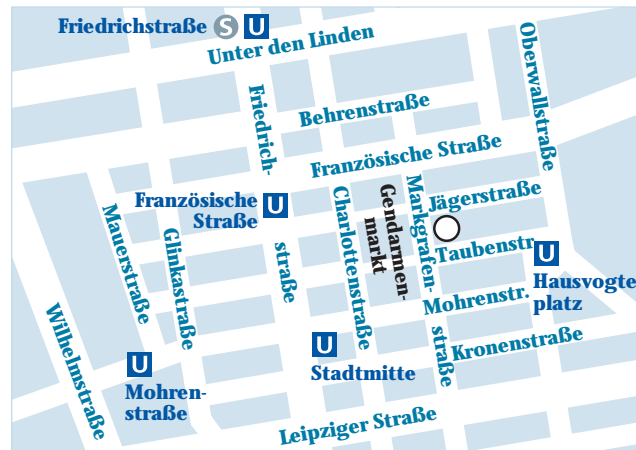 Friedrichstraße S U
Unter den Linden
Oberwallstraße
Friedrich-
straße
Behrenstraße
Französische Straße
Französische
Straße
U
Mauerstraße
Glinkastraße
Wilhelmstraße
Charlottenstraße
Gendarmen-
markt
Markgrafen-
straße
Jägerstraße
Taubenstr.
U
Hausvogte
platz
Mohrenstr.
Kronenstraße
U
Stadtmitte
U
Mohren-
straße
Leipziger Straße